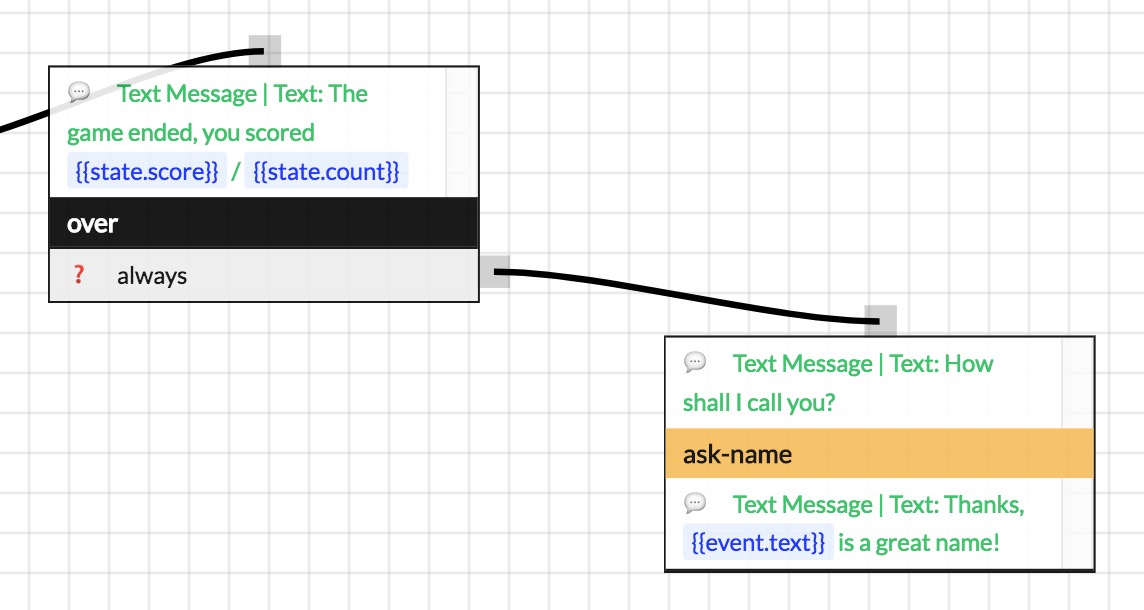 Text Message | Text: The
game ended, you scored
{{state.score}} / {{state.count}}
over
? always
Text Message | Text: How
shall I call you?
ask-name
Text Message | Text: Thanks,
{{event.text}} is a great name!